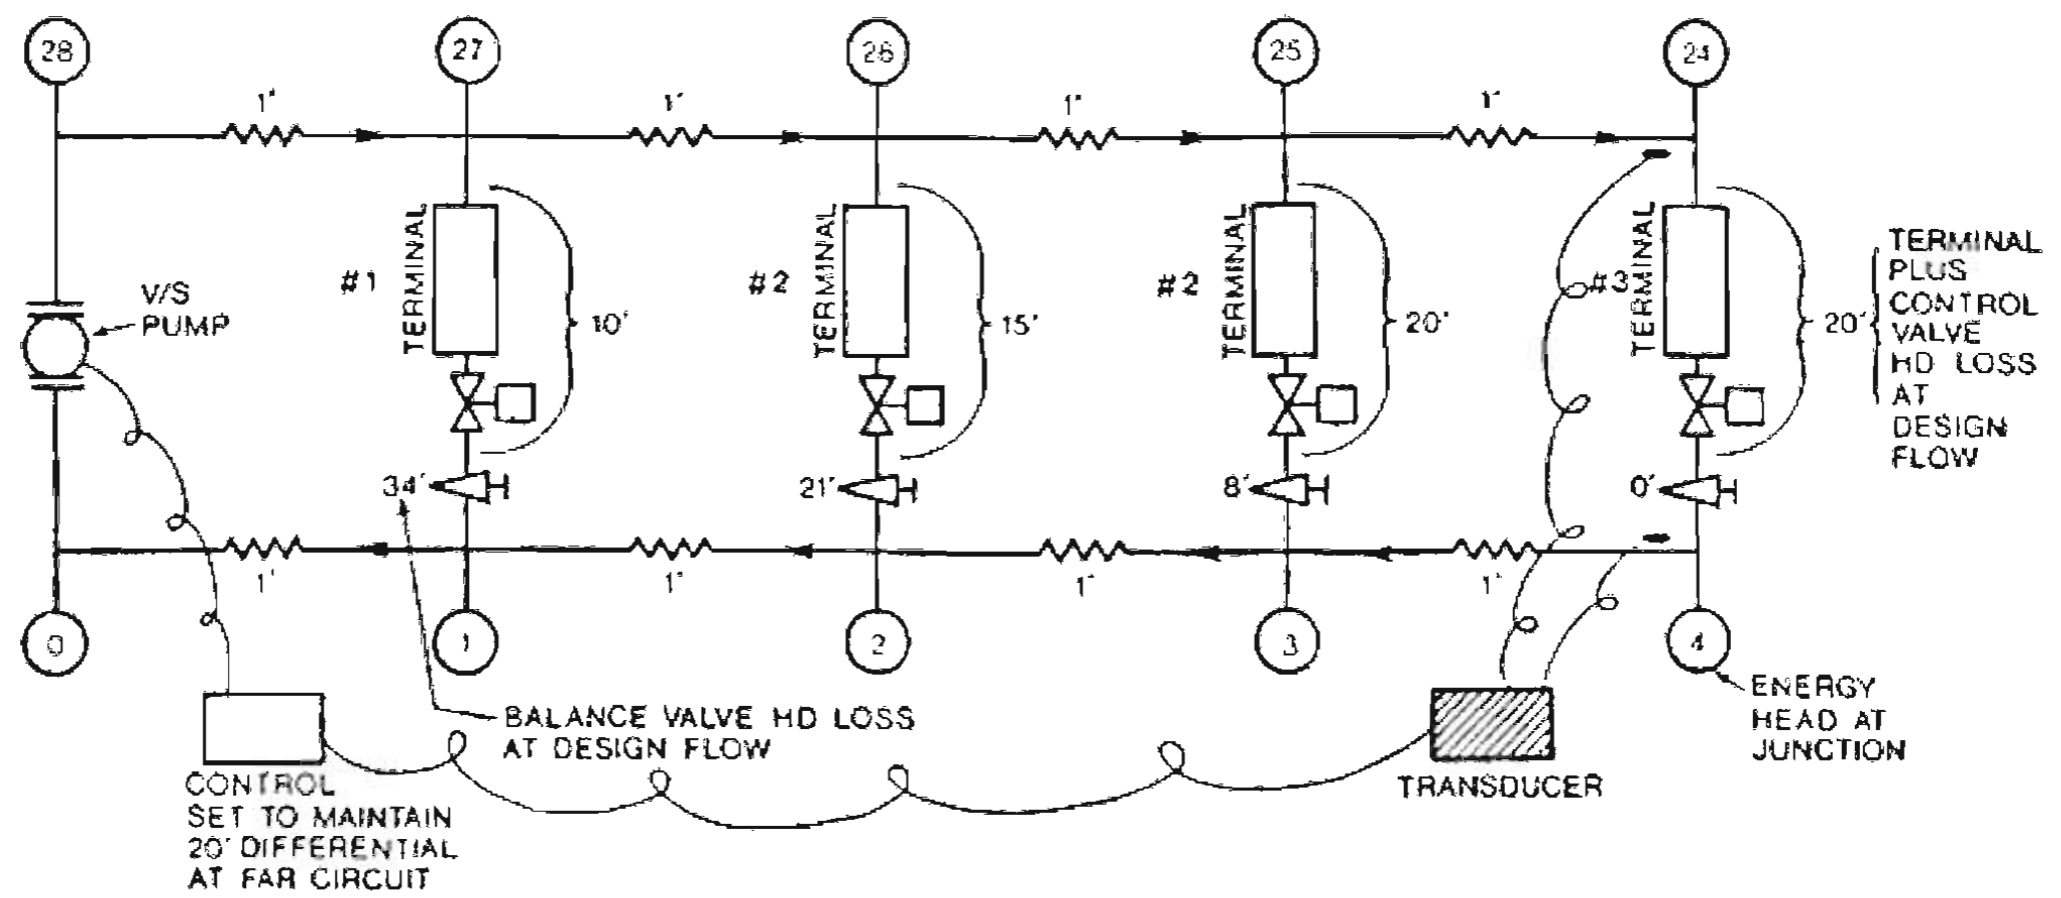 28 27 26 25 24
1' 1' 1' 1'
V/S
PUMP
#1 TERMINAL 10'
#2 TERMINAL 15'
#2 TERMINAL 20'
#3 TERMINAL 20'
TERMINAL
PLUS
CONTROL
VALVE
HD LOSS
AT
DESIGN
FLOW
34' 21' 8' 0'
1' 1' 1' 1'
0 1 2 3 4
ENERGY
HEAD AT
JUNCTION
BALANCE VALVE HD LOSS
AT DESIGN FLOW
TRANSDUCER
CONTROL
SET TO MAINTAIN
20' DIFFERENTIAL
AT FAR CIRCUIT